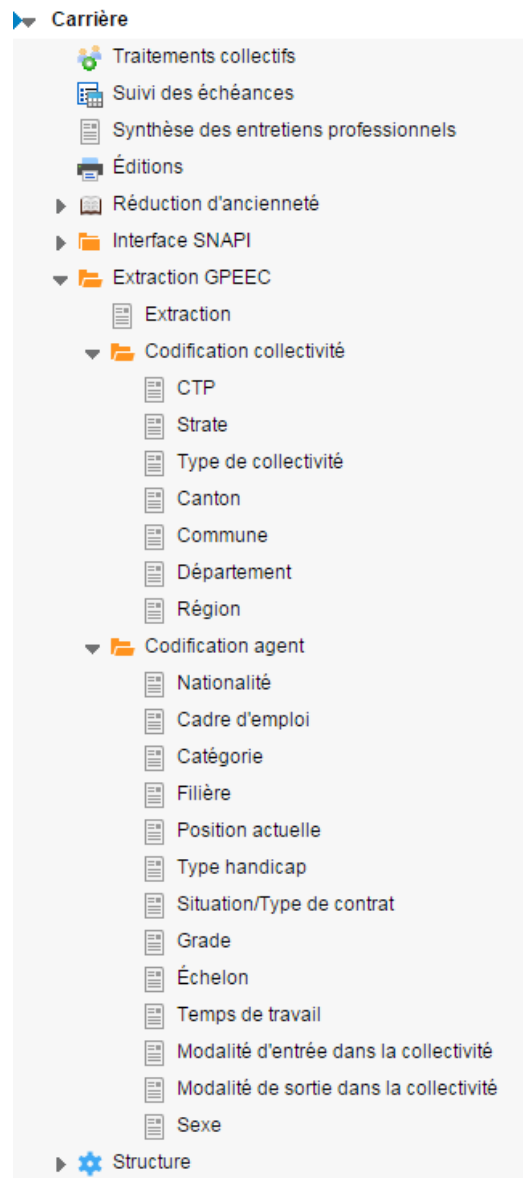 Carrière
Traitements collectifs
Suivi des échéances
Synthèse des entretiens professionnels
Éditions
Réduction d'ancienneté
Interface SNAPI
Extraction GPEEC
Extraction
Codification collectivité
CTP
Strate
Type de collectivité
Canton
Commune
Département
Région
Codification agent
Nationalité
Cadre d'emploi
Catégorie
Filière
Position actuelle
Type handicap
Situation/Type de contrat
Grade
Échelon
Temps de travail
Modalité d'entrée dans la collectivité
Modalité de sortie dans la collectivité
Sexe
Structure